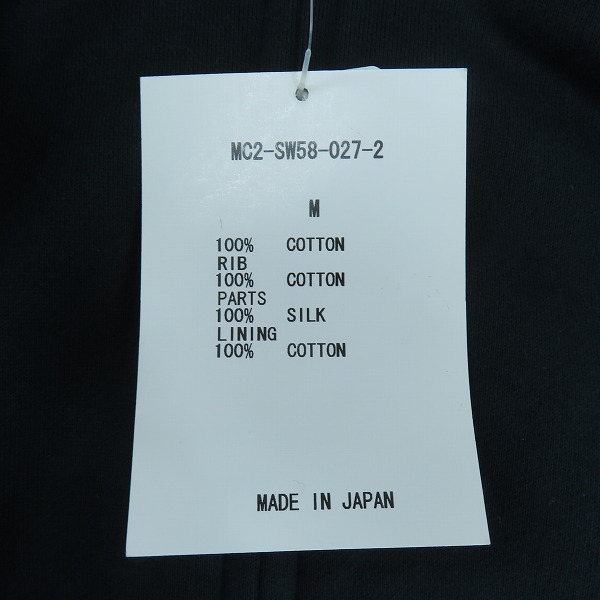 MC2-SW58-027-2
M
100% COTTON
RIB
100% COTTON
PARTS
100% SILK
LINING
100% COTTON
MADE IN JAPAN